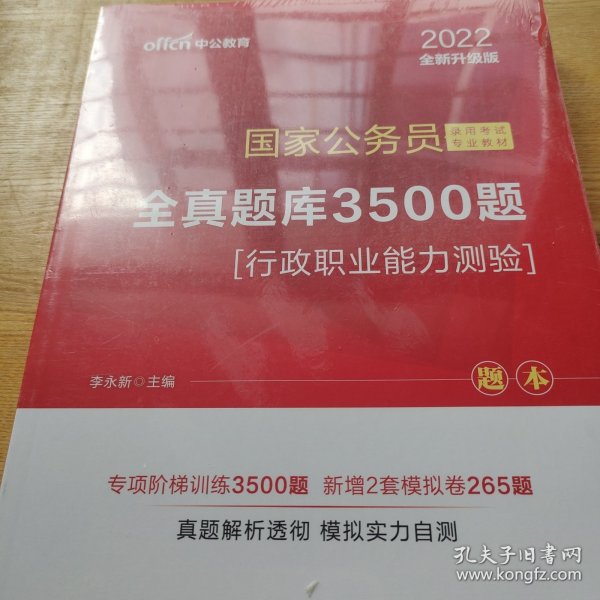 offcn 中公教育
2022
全新升级版
国家公务员
录用考试
专业教材
全真题库3500题
[行政职业能力测验]
李永新◎主编
题本
专项阶梯训练3500题 新增2套模拟卷265题
真题解析透彻 模拟实力自测
孔夫子旧书网
www.kongfz.com